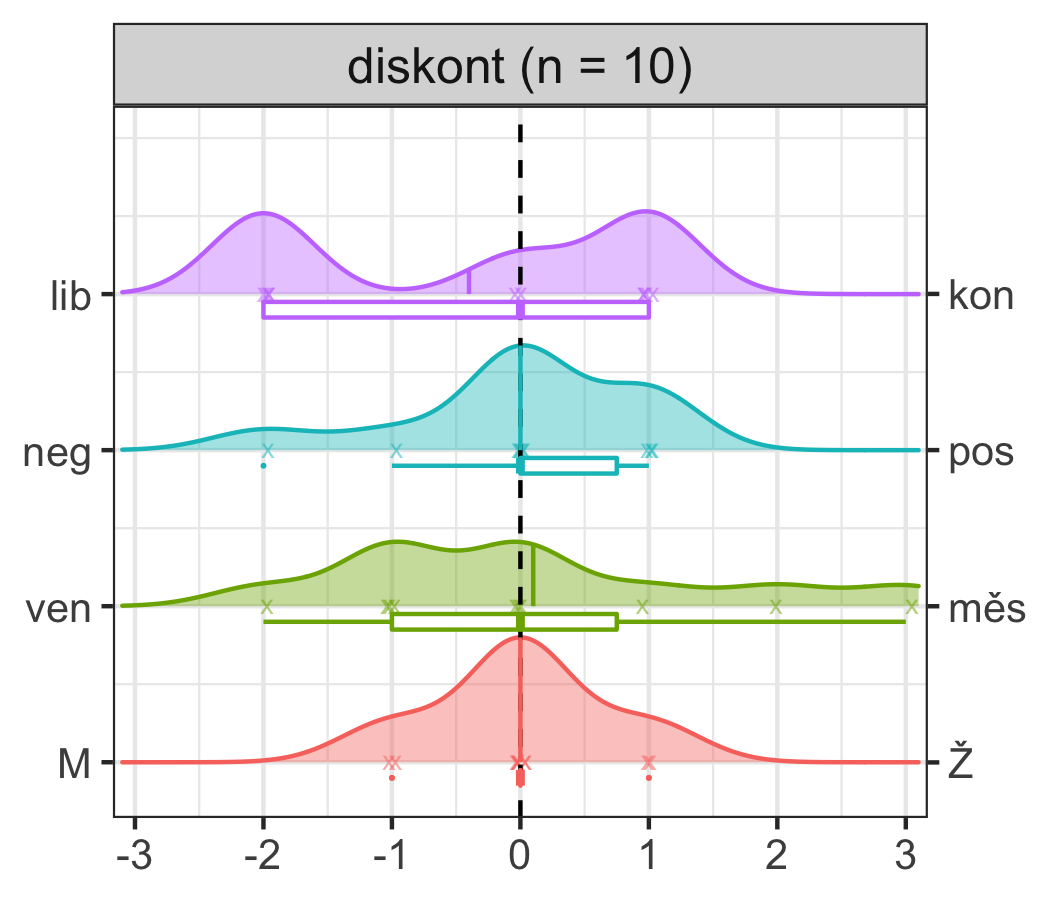 diskont (n = 10)
lib kon
neg pos
ven měs
M Ž
-3 -2 -1 0 1 2 3